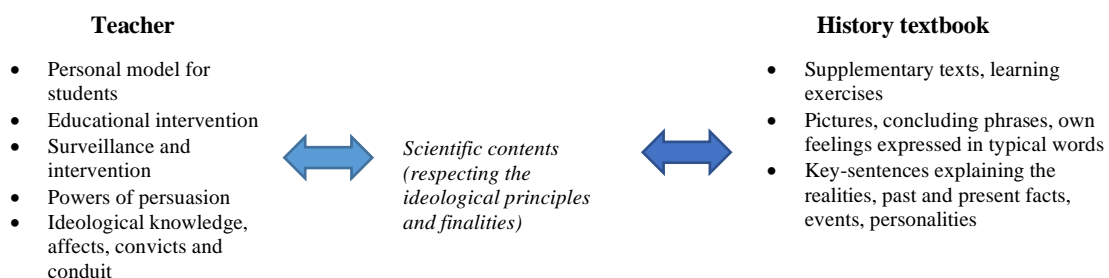 Teacher
• Personal model for
students
• Educational intervention
• Surveillance and
intervention
• Powers of persuasion
• Ideological knowledge,
affects, convicts and
conduit
Scientific contents
(respecting the
ideological principles
and finalities)
History textbook
• Supplementary texts, learning
exercises
• Pictures, concluding phrases, own
feelings expressed in typical words
• Key-sentences explaining the
realities, past and present facts,
events, personalities